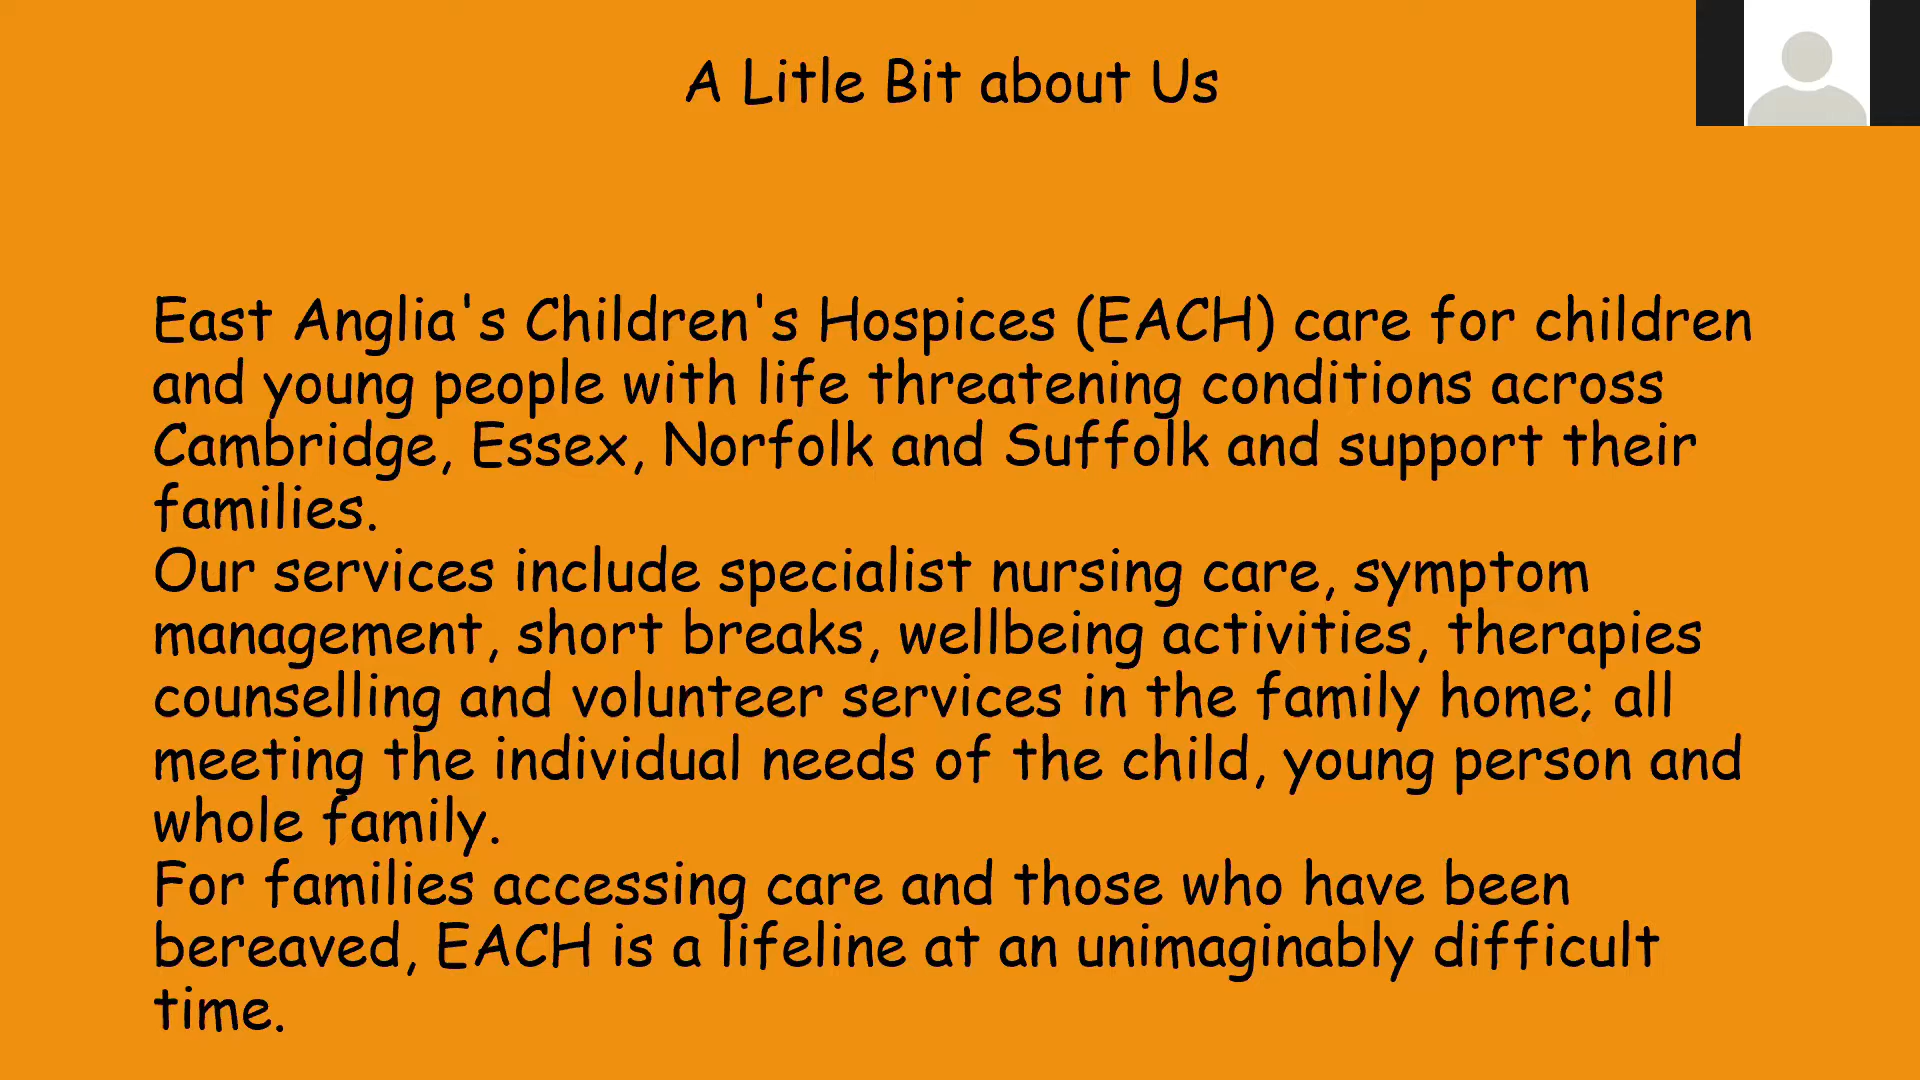 A Litle Bit about Us
East Anglia's Children's Hospices (EACH) care for children
and young people with life threatening conditions across
Cambridge, Essex, Norfolk and Suffolk and support their
families.
Our services include specialist nursing care, symptom
management, short breaks, wellbeing activities, therapies
counselling and volunteer services in the family home; all
meeting the individual needs of the child, young person and
whole family.
For families accessing care and those who have been
bereaved, EACH is a lifeline at an unimaginably difficult
time.